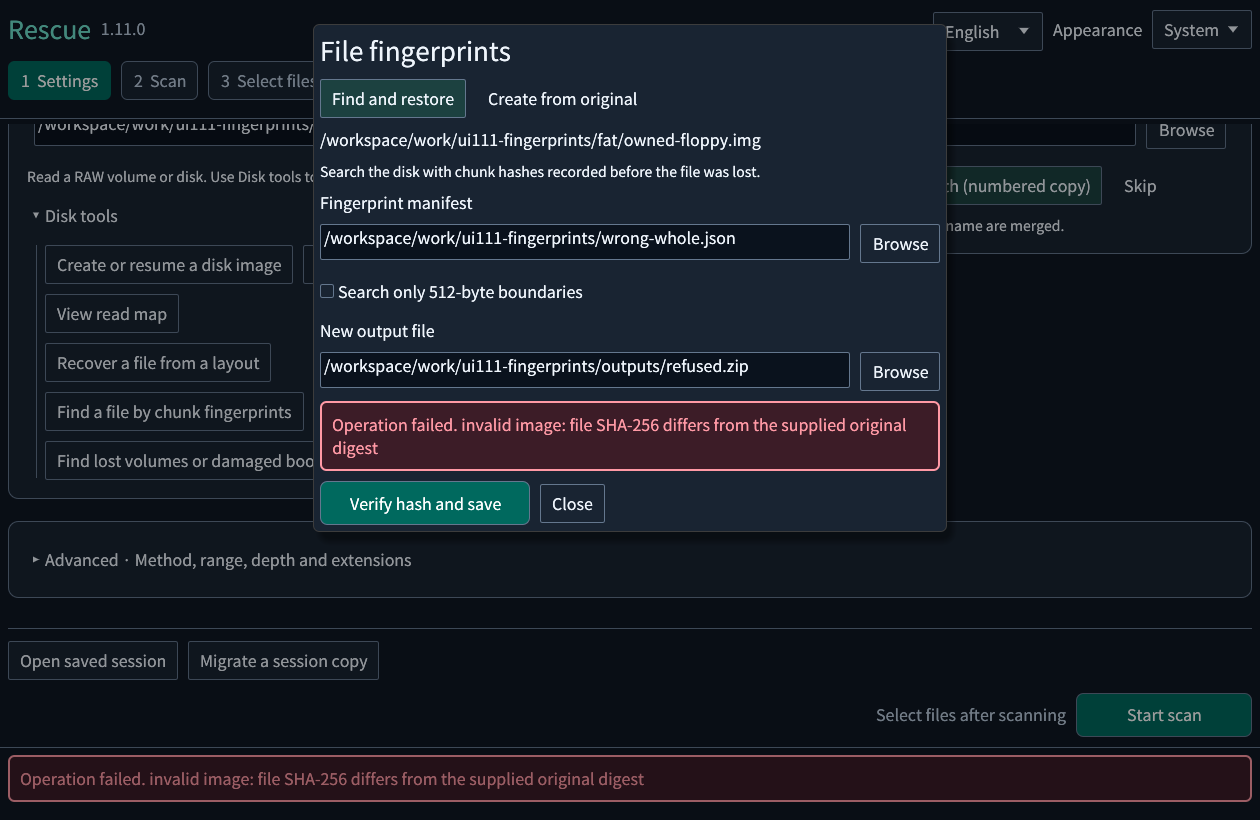 Rescue 1.11.0
English
Appearance
System
1 Settings
2 Scan
3 Select files
/workspace/work/ui111-fingerprints/
Browse
Read a RAW volume or disk. Use Disk tools to
(numbered copy)
Skip
name are merged.
Disk tools
Create or resume a disk image
View read map
Recover a file from a layout
Find a file by chunk fingerprints
Find lost volumes or damaged boo
File fingerprints
Find and restore
Create from original
/workspace/work/ui111-fingerprints/fat/owned-floppy.img
Search the disk with chunk hashes recorded before the file was lost.
Fingerprint manifest
/workspace/work/ui111-fingerprints/wrong-whole.json
Browse
Search only 512-byte boundaries
New output file
/workspace/work/ui111-fingerprints/outputs/refused.zip
Browse
Operation failed. invalid image: file SHA-256 differs from the supplied original
digest
Verify hash and save
Close
Advanced · Method, range, depth and extensions
Open saved session
Migrate a session copy
Select files after scanning
Start scan
Operation failed. invalid image: file SHA-256 differs from the supplied original digest